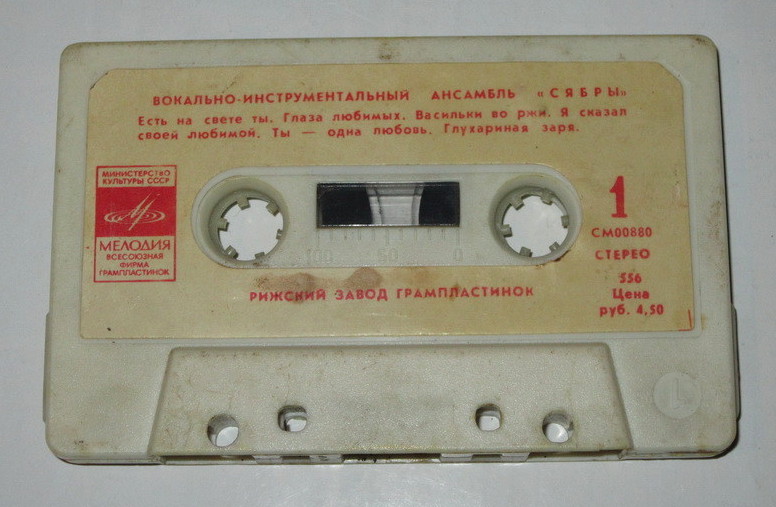 ВОКАЛЬНО-ИНСТРУМЕНТАЛЬНЫЙ АНСАМБЛЬ «СЯБРЫ»
Есть на свете ты. Глаза любимых. Васильки во ржи. Я сказал
своей любимой. Ты — одна любовь. Глухариная заря.
МИНИСТЕРСТВО
КУЛЬТУРЫ СССР
МЕЛОДИЯ
ВСЕСОЮЗНАЯ
ФИРМА
ГРАМПЛАСТИНОК
100 50 0
1
СМ00880
СТЕРЕО
556
Цена
руб. 4,50
РИЖСКИЙ ЗАВОД ГРАМПЛАСТИНОК
1